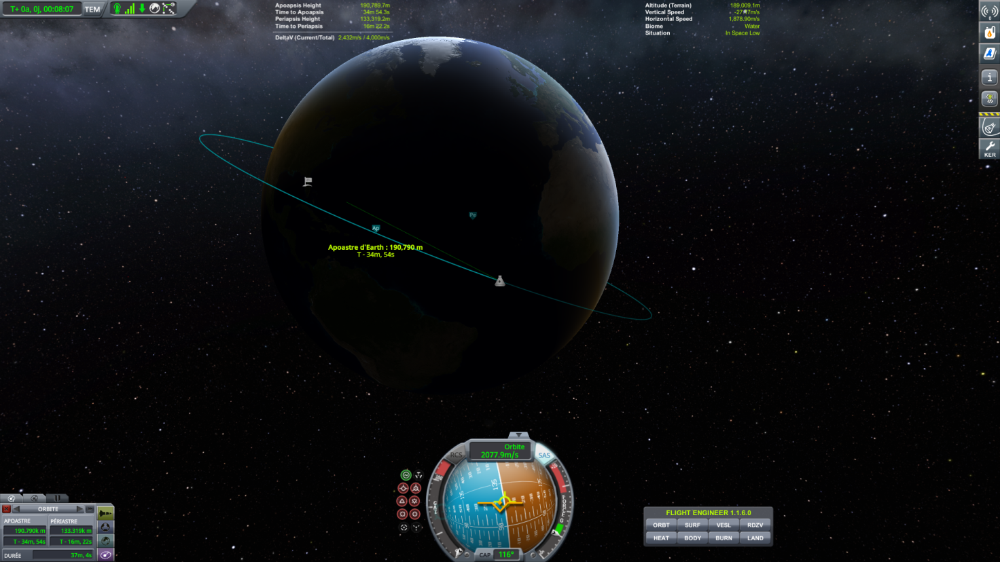 T+ 0a, 0j, 00:08:07
TEM
Apoapsis Height 190,789.7m
Time to Apoapsis 34m 54.3s
Periapsis Height 133,319.2m
Time to Periapsis 16m 22.2s
DeltaV (Current/Total) 2,432m/s / 4,000m/s
Altitude (Terrain) 189,009.1m
Vertical Speed
Horizontal Speed 1,878.90m/s
Biome Water
Situation In Space Low
0
KER
Pe
Ap
Apoastre d'Earth : 190,790 m
T - 34m, 54s
RCS
Orbite
2077.9m/s
SAS
135
GAZ
FORCE G
90
CAP 116°
ORBITE
APOASTRE PÉRIASTRE
190.790k m 133.319k m
T - 34m, 54s T - 16m, 22s
DURÉE 37m, 4s
FLIGHT ENGINEER 1.1.6.0
ORBT SURF VESL RDZV
HEAT BODY BURN LAND